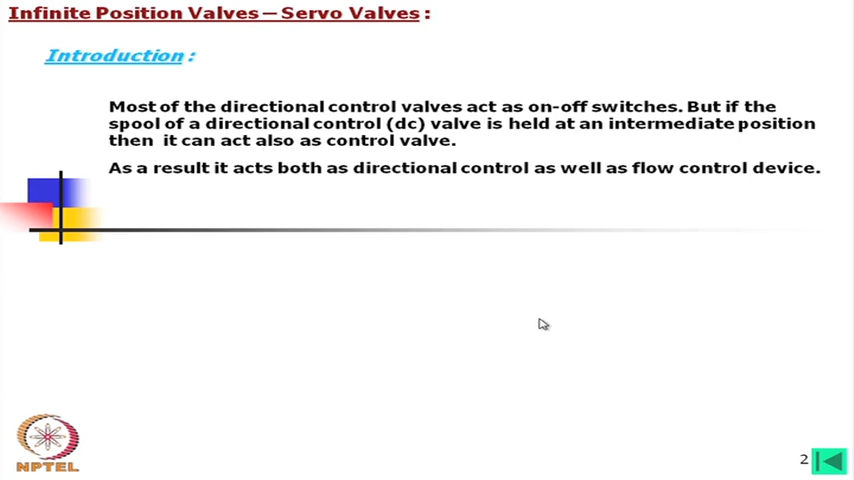 Infinite Position Valves – Servo Valves :
Introduction :
Most of the directional control valves act as on-off switches. But if the
spool of a directional control (dc) valve is held at an intermediate position
then it can act also as control valve.
As a result it acts both as directional control as well as flow control device.
NPTEL
2